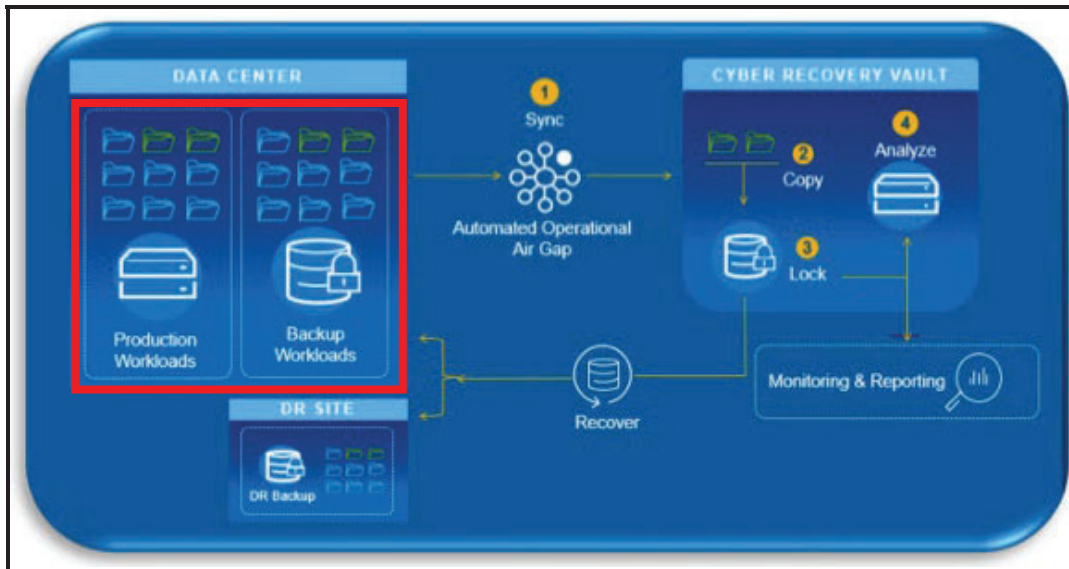 DATA CENTER
Production
Workloads
Backup
Workloads
1
Sync
Automated Operational
Air Gap
CYBER RECOVERY VAULT
2
Copy
3
Lock
4
Analyze
Monitoring & Reporting
Recover
DR SITE
DR Backup